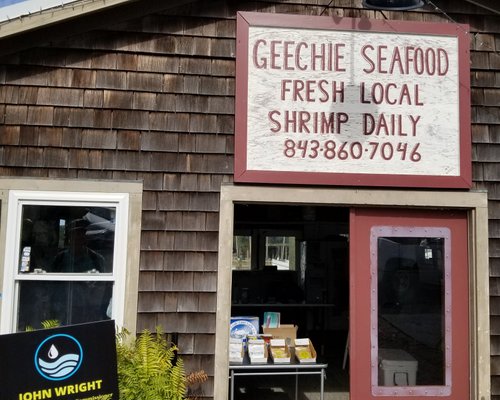 GEECHIE SEAFOOD
FRESH LOCAL
SHRIMP DAILY
843·860·7046
JOHN WRIGHT